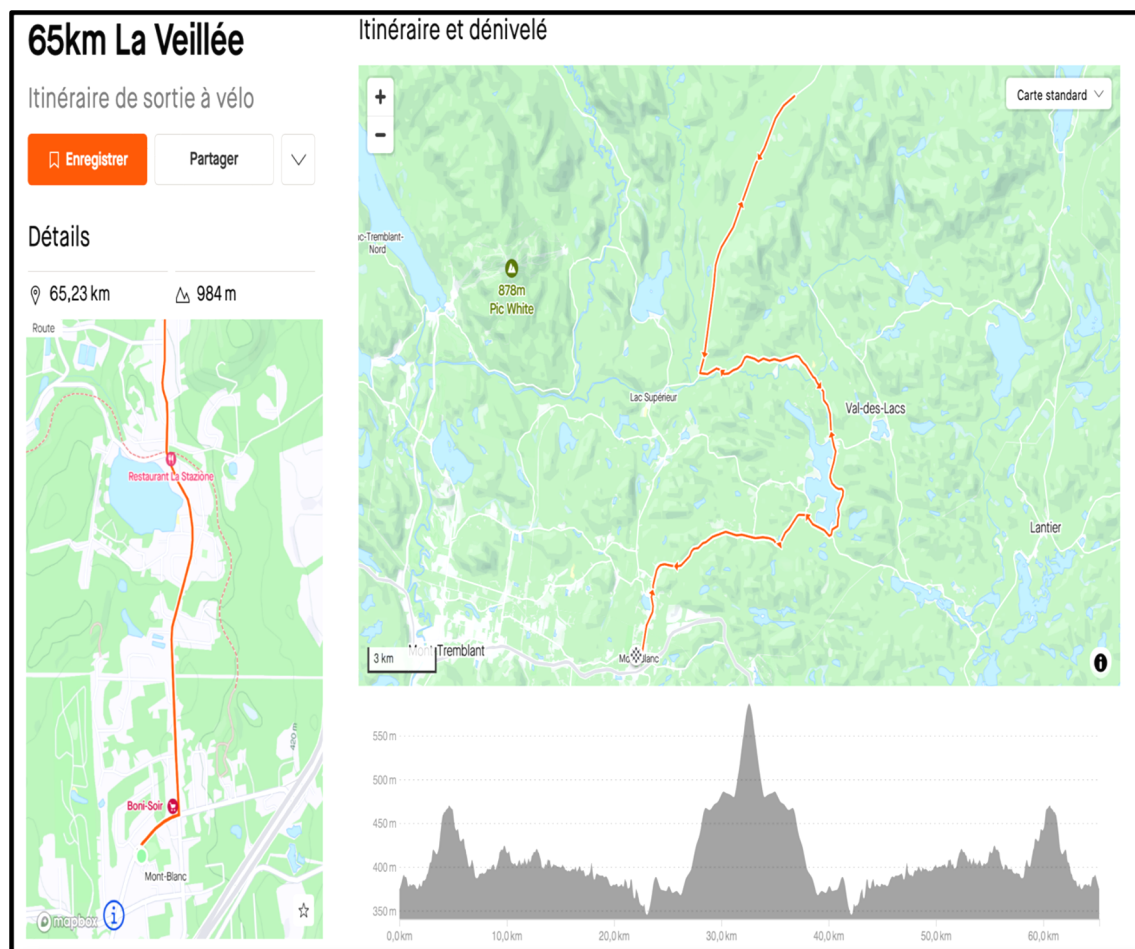 65km La Veillée
Itinéraire de sortie à vélo
Enregistrer
Partager
Détails
65,23 km
984 m
Route
Restaurant La Stazione
Boni-Soir
420 m
Mont-Blanc
mapbox
Itinéraire et dénivelé
+
−
Carte standard
c-Tremblant-
Nord
878m
Pic White
Lac Supérieur
Val-des-Lacs
Lantier
3 km
Tremblant
550 m
500 m
450 m
400 m
350 m
0,0 km
10,0 km
20,0 km
30,0 km
40,0 km
50,0 km
60,0 km